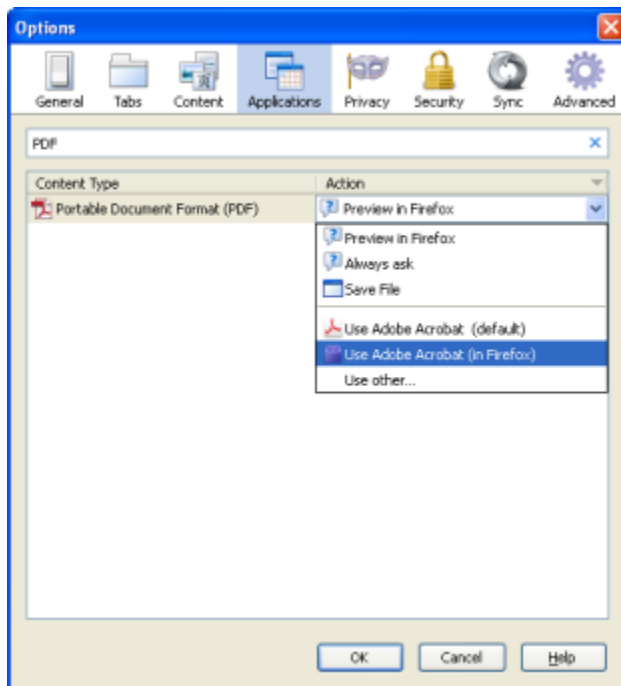 Options
General Tabs Content Applications Privacy Security Sync Advanced
PDF
Content Type Action
Portable Document Format (PDF) Preview in Firefox
Preview in Firefox
Always ask
Save File
Use Adobe Acrobat (default)
Use Adobe Acrobat (in Firefox)
Use other...
OK Cancel Help